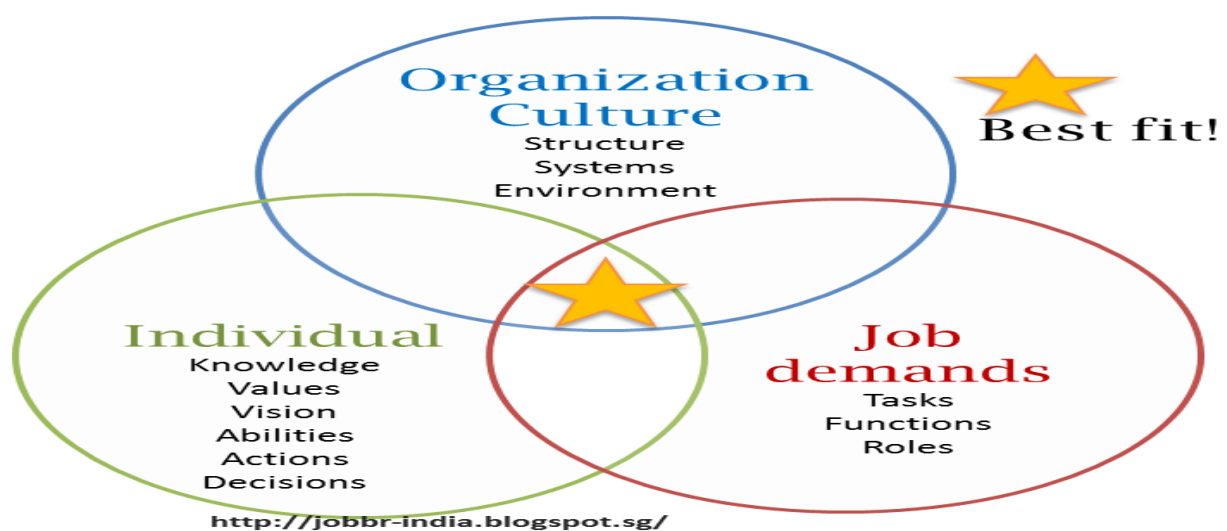 Organization
Culture
Structure
Systems
Environment
Best fit!
Individual
Knowledge
Values
Vision
Abilities
Actions
Decisions
Job
demands
Tasks
Functions
Roles
http://jobbr-india.blogspot.sg/